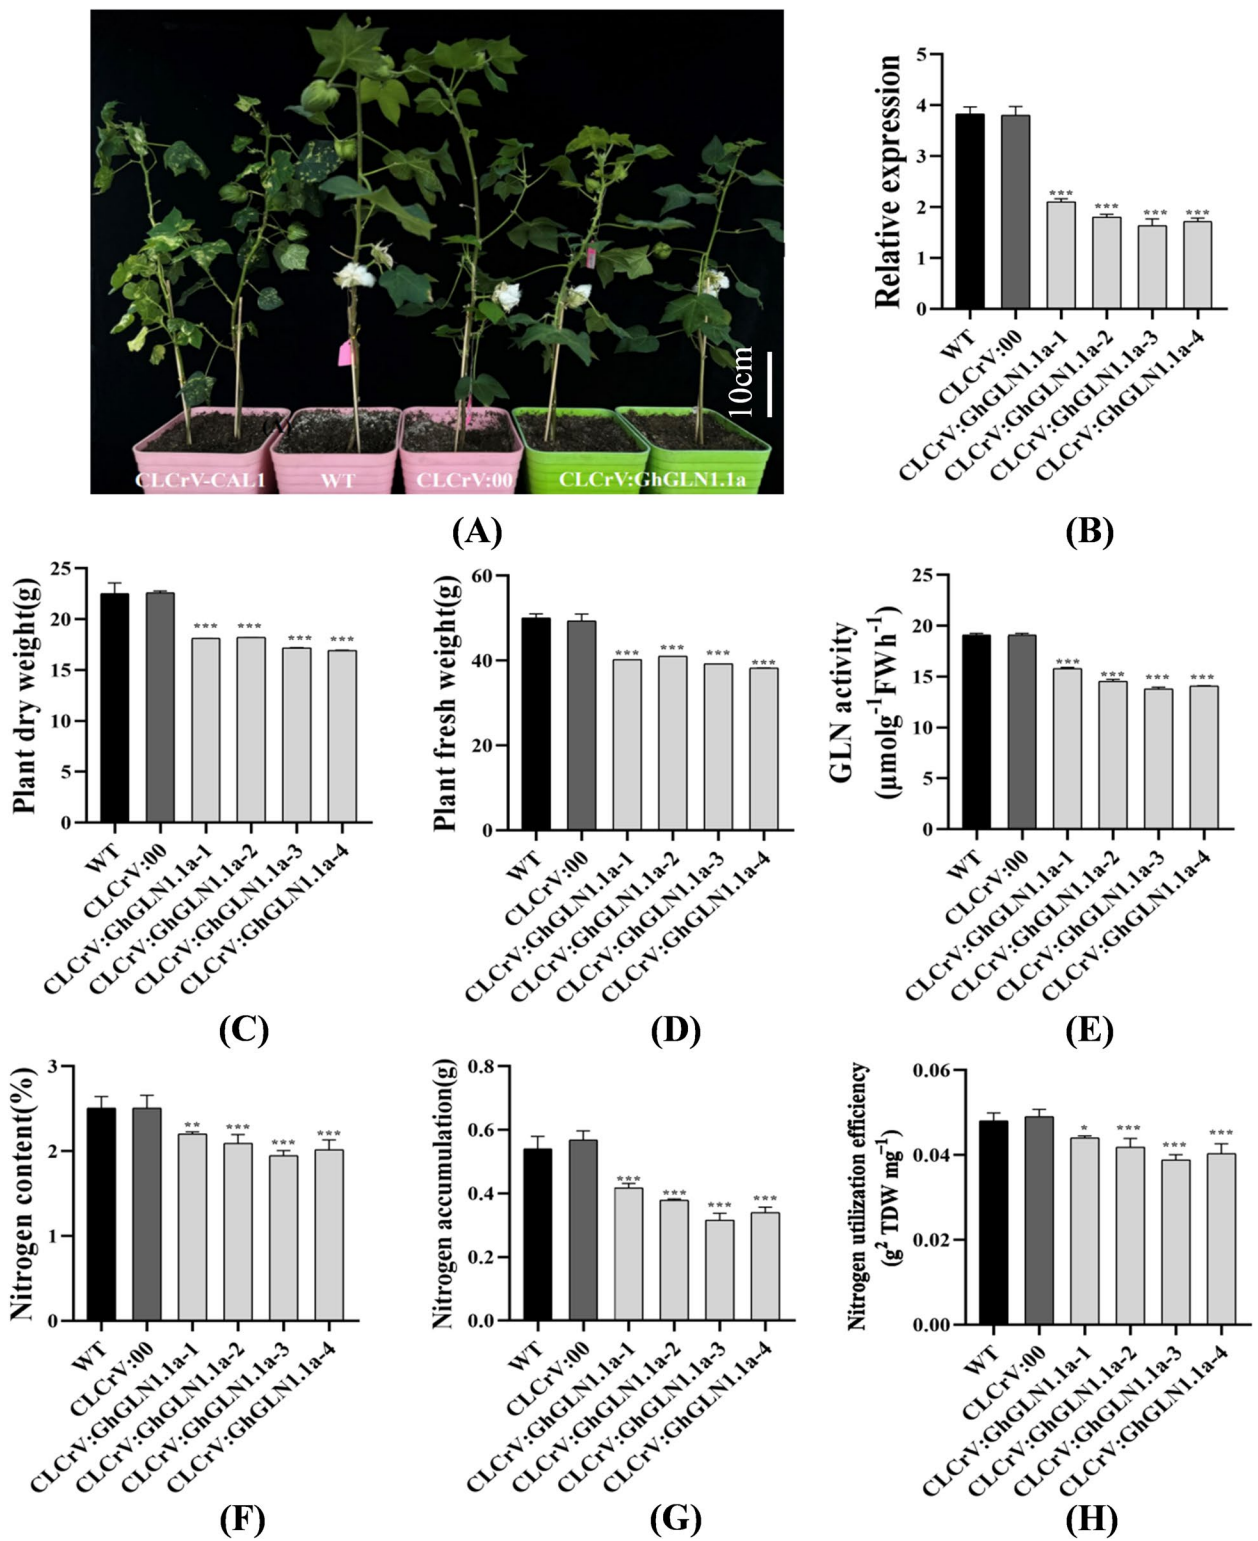 10cm
CLCrV-CAL1 WT CLCrV:00 CLCrV:GhGLN1.1a
(A)
Relative expression
5
4
3
2
1
0
*** *** *** ***
WT
CLCrV:00
CLCrV:GhGLN1.1a-1
CLCrV:GhGLN1.1a-2
CLCrV:GhGLN1.1a-3
CLCrV:GhGLN1.1a-4
(B)
Plant dry weight(g)
25
20
15
10
5
0
*** *** *** ***
WT
CLCrV:00
CLCrV:GhGLN1.1a-1
CLCrV:GhGLN1.1a-2
CLCrV:GhGLN1.1a-3
CLCrV:GhGLN1.1a-4
(C)
Plant fresh weight(g)
60
40
20
0
*** *** *** ***
WT
CLCrV:00
CLCrV:GhGLN1.1a-1
CLCrV:GhGLN1.1a-2
CLCrV:GhGLN1.1a-3
CLCrV:GhGLN1.1a-4
(D)
GLN activity
(μmolg⁻¹FWh⁻¹)
25
20
15
10
5
0
*** *** *** ***
WT
CLCrV:00
CLCrV:GhGLN1.1a-1
CLCrV:GhGLN1.1a-2
CLCrV:GhGLN1.1a-3
CLCrV:GhGLN1.1a-4
(E)
Nitrogen content(%)
3
2
1
0
** *** *** ***
WT
CLCrV:00
CLCrV:GhGLN1.1a-1
CLCrV:GhGLN1.1a-2
CLCrV:GhGLN1.1a-3
CLCrV:GhGLN1.1a-4
(F)
Nitrogen accumulation(g)
0.8
0.6
0.4
0.2
0.0
*** *** *** ***
WT
CLCrV:00
CLCrV:GhGLN1.1a-1
CLCrV:GhGLN1.1a-2
CLCrV:GhGLN1.1a-3
CLCrV:GhGLN1.1a-4
(G)
Nitrogen utilization efficiency
(g² TDW mg⁻¹)
0.06
0.04
0.02
0.00
* *** *** ***
WT
CLCrV:00
CLCrV:GhGLN1.1a-1
CLCrV:GhGLN1.1a-2
CLCrV:GhGLN1.1a-3
CLCrV:GhGLN1.1a-4
(H)